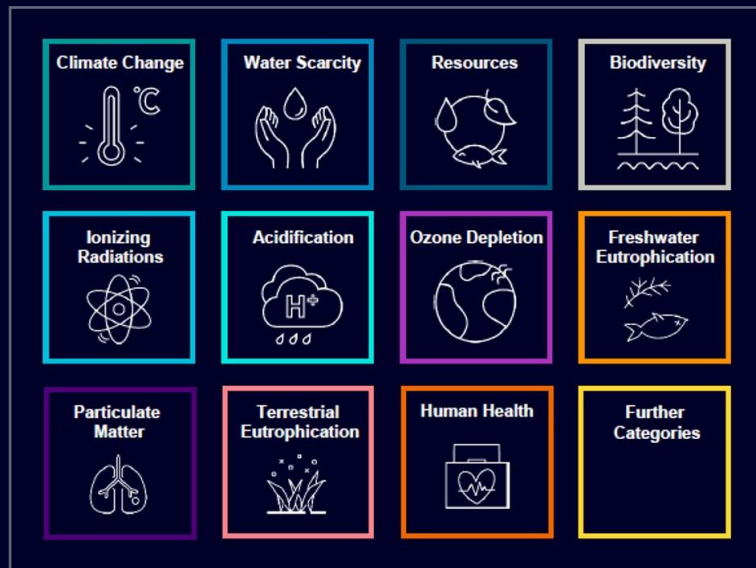 Climate Change
°C
Water Scarcity
Resources
Biodiversity
Ionizing
Radiations
Acidification
H+
Ozone Depletion
Freshwater
Eutrophication
Particulate
Matter
Terrestrial
Eutrophication
Human Health
Further
Categories